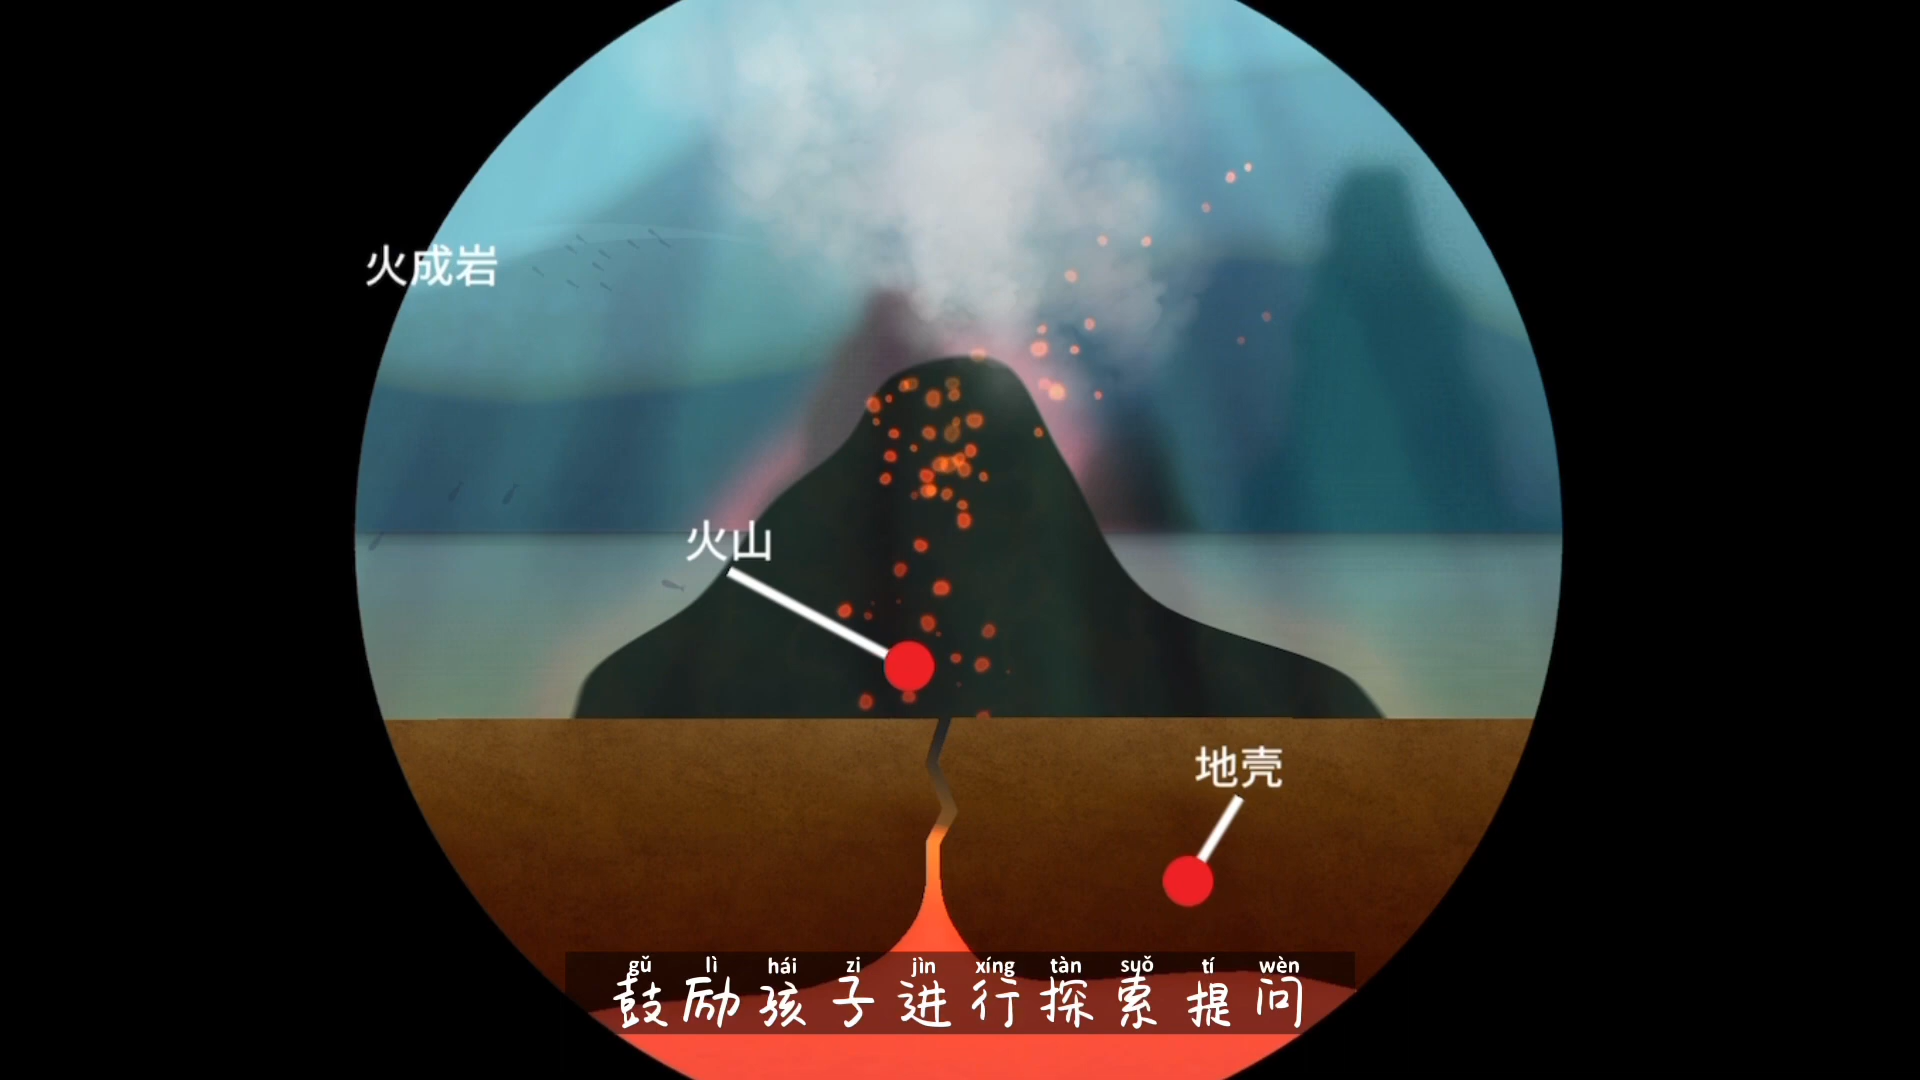 火成岩
火山
地壳
gǔ lì hái zi jìn xíng tàn suǒ tí wèn
鼓励孩子进行探索提问